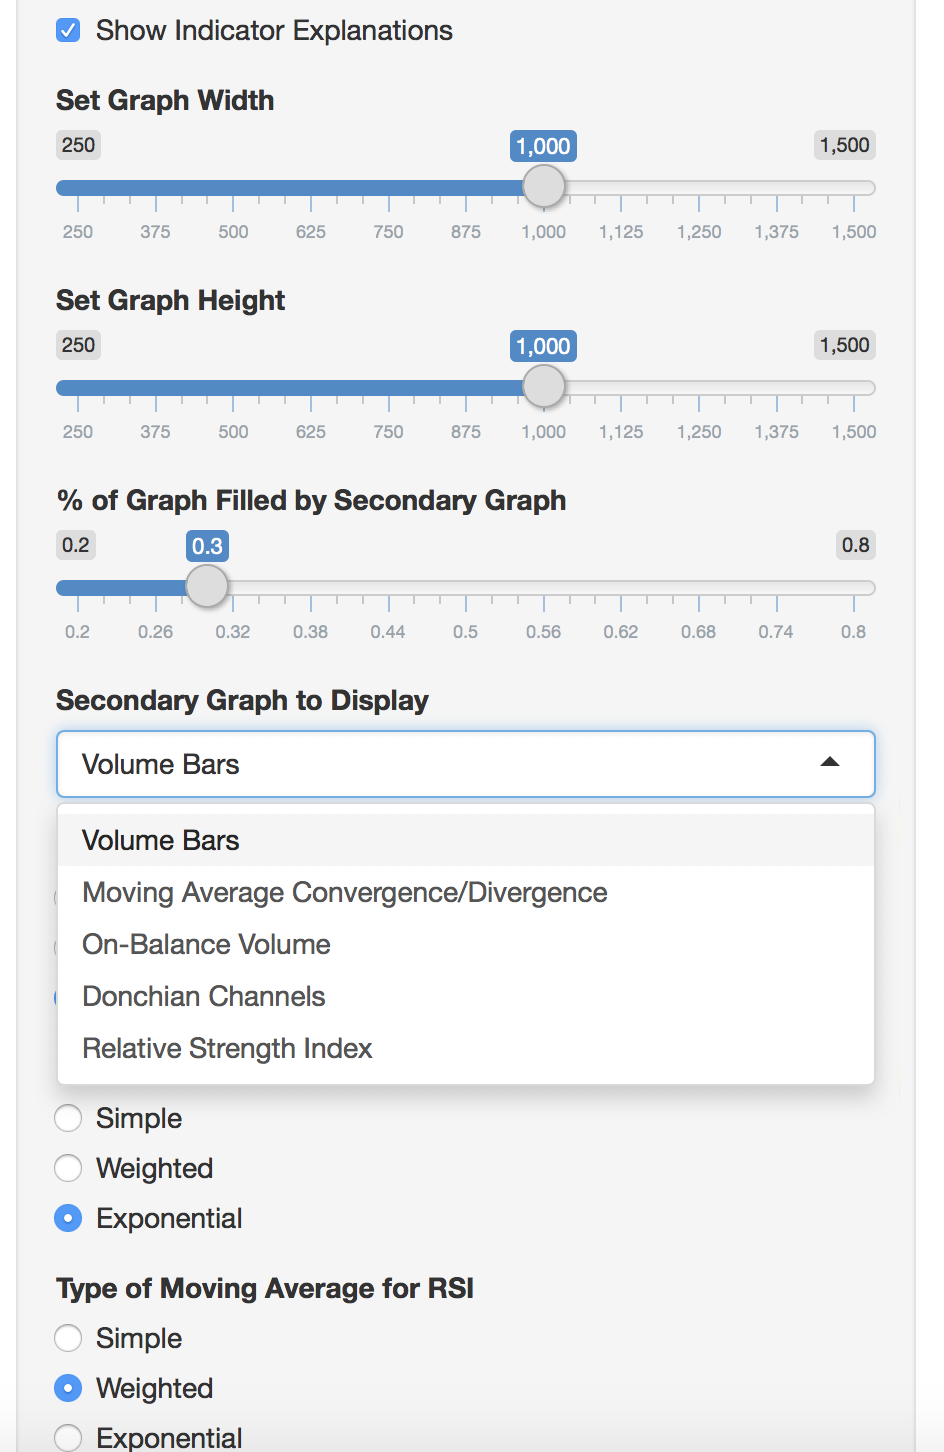 Show Indicator Explanations
Set Graph Width
250 1,000 1,500
250 375 500 625 750 875 1,000 1,125 1,250 1,375 1,500
Set Graph Height
250 1,000 1,500
250 375 500 625 750 875 1,000 1,125 1,250 1,375 1,500
% of Graph Filled by Secondary Graph
0.2 0.3 0.8
0.2 0.26 0.32 0.38 0.44 0.5 0.56 0.62 0.68 0.74 0.8
Secondary Graph to Display
Volume Bars
Volume Bars
Moving Average Convergence/Divergence
On-Balance Volume
Donchian Channels
Relative Strength Index
Simple
Weighted
Exponential
Type of Moving Average for RSI
Simple
Weighted
Exponential